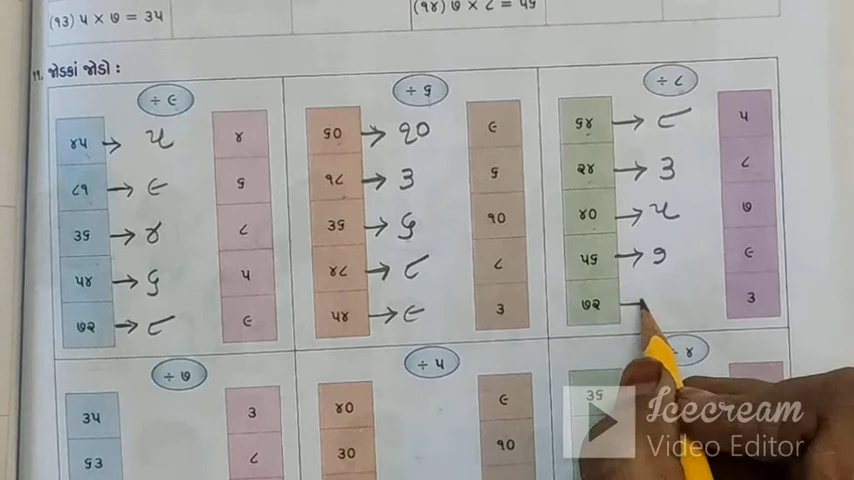 (૧૩) ૫ × ૭ = ૩૫
(૧૪) ૭ × ૮ = ૫૬
૧૧. જોડકાં જોડો :
÷ ૯
૪૫ → ૫ ૪
૮૧ → ૯ ૬
૩૬ → ૪ ૮
૫૪ → ૬ ૫
૭૨ → ૮ ૯
÷ ૬
૬૦ → ૧૦ ૯
૧૮ → ૩ ૬
૩૬ → ૬ ૧૦
૪૮ → ૮ ૮
૫૪ → ૯ ૩
÷ ૮
૬૪ → ૮ ૫
૨૪ → ૩ ૮
૪૦ → ૫ ૭
૫૬ → ૭ ૯
૭૨ → ૩
÷ ૭
૩૫ ૩
૬૩ ૮
÷ ૫
૪૦ ૯
૩૦ ૧૦
÷ ૪
૩૬
Icecream
Video Editor